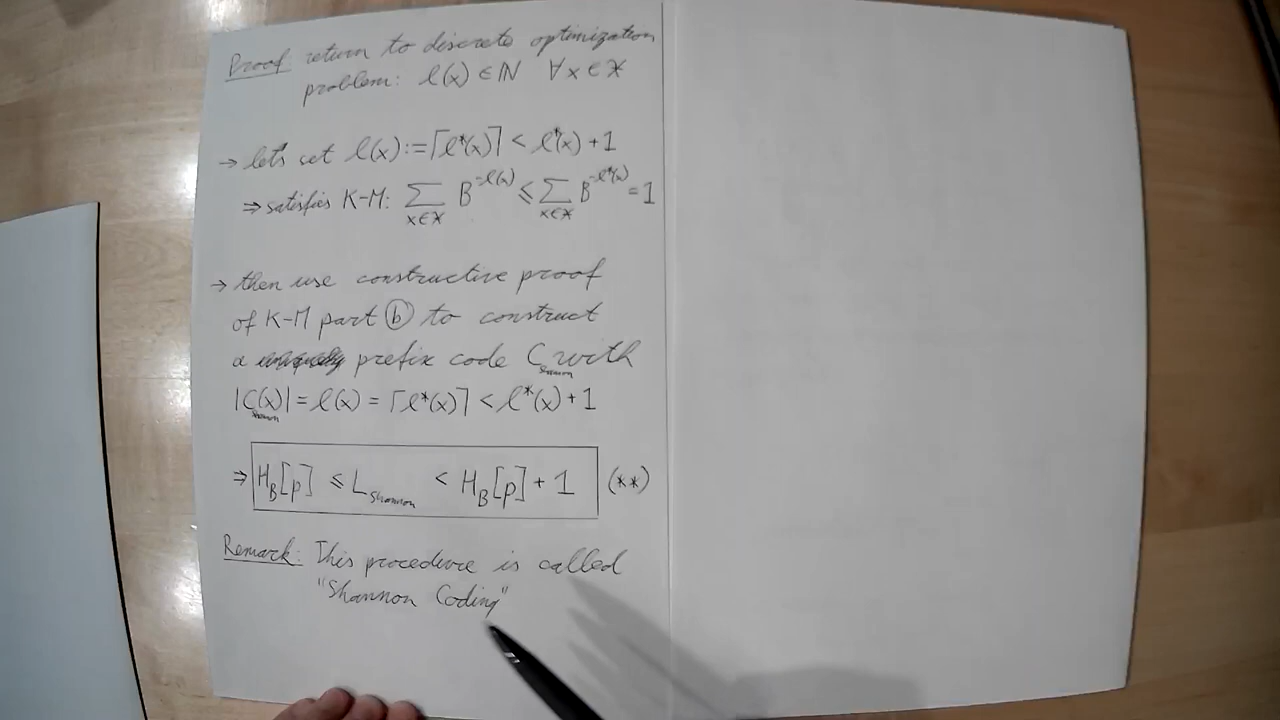 Proof return to discrete optimization
problem: l(x) ∈ ℕ ∀x∈𝒳
→ let's set l(x) := ⌈l*(x)⌉ < l*(x) + 1
⇒ satisfies K-M: ∑_{x∈𝒳} B^{-l(x)} ≤ ∑_{x∈𝒳} B^{-l*(x)} = 1
→ then use constructive proof
of K-M part ⓑ to construct
a prefix code C_Shannon with
|C_Shannon(x)| = l(x) = ⌈l*(x)⌉ < l*(x) + 1
⇒ H_B[p] ≤ L_Shannon < H_B[p] + 1 (**)
Remark: This procedure is called
"Shannon Coding"